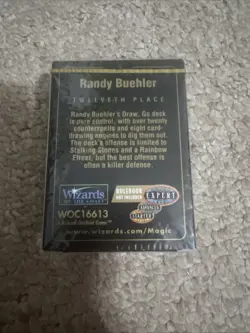 Randy Buehler
TWELFTH PLACE
Randy Buehler's Draw, Go deck
is pure control, with over twenty
counterspells and eight card-
drawing engines to dig them out.
The deck's offense is limited to
Stalking Stones and a Rainbow
Efreet, but the best offense is
often a killer defense.
Wizards
OF THE COAST
RULEBOOK
NOT INCLUDED
EXPERT
ADVANCED
STARTER
WOC16613
www.wizards.com/Magic